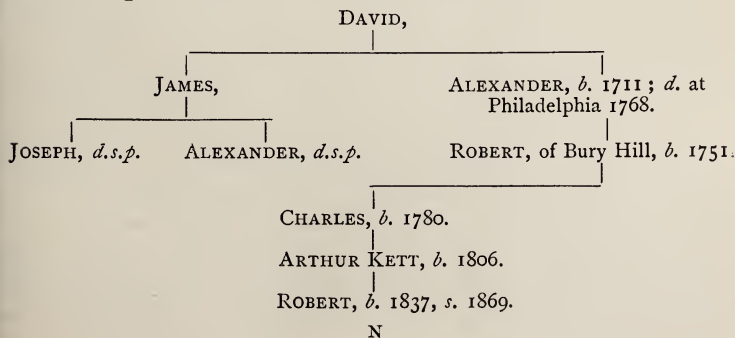 DAVID,
JAMES,
ALEXANDER, b. 1711 ; d. at
Philadelphia 1768.
JOSEPH, d.s.p. ALEXANDER, d.s.p. ROBERT, of Bury Hill, b. 1751.
CHARLES, b. 1780.
ARTHUR KETT, b. 1806.
ROBERT, b. 1837, s. 1869.
N